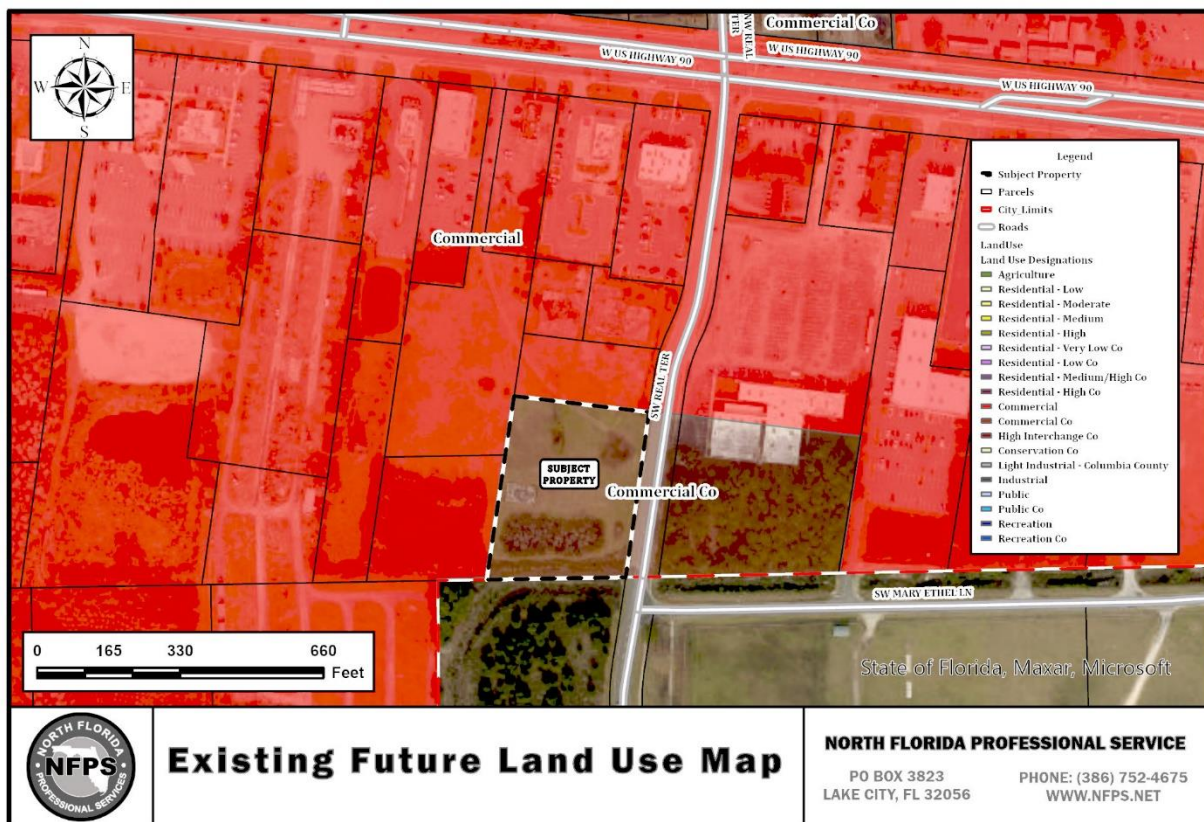 Commercial Co
NW REAL
TER
W US HIGHWAY 90
W US HIGHWAY 90
W US HIGHWAY 90
N
W E
S
Commercial
SW REAL TER
SUBJECT
PROPERTY
Commercial Co
SW MARY ETHEL LN
Legend
Subject Property
Parcels
City_Limits
Roads
LandUse
Land Use Designations
Agriculture
Residential - Low
Residential - Moderate
Residential - Medium
Residential - High
Residential - Very Low Co
Residential - Low Co
Residential - Medium/High Co
Residential - High Co
Commercial
Commercial Co
High Interchange Co
Conservation Co
Light Industrial - Columbia County
Industrial
Public
Public Co
Recreation
Recreation Co
0 165 330 660
Feet
State of Florida, Maxar, Microsoft
NORTH FLORIDA
NFPS
PROFESSIONAL SERVICES
Existing Future Land Use Map
NORTH FLORIDA PROFESSIONAL SERVICE
PO BOX 3823
LAKE CITY, FL 32056
PHONE: (386) 752-4675
WWW.NFPS.NET